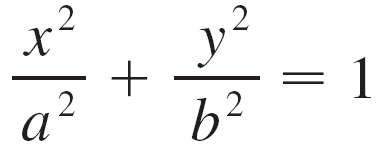 x²/a² + y²/b² = 1